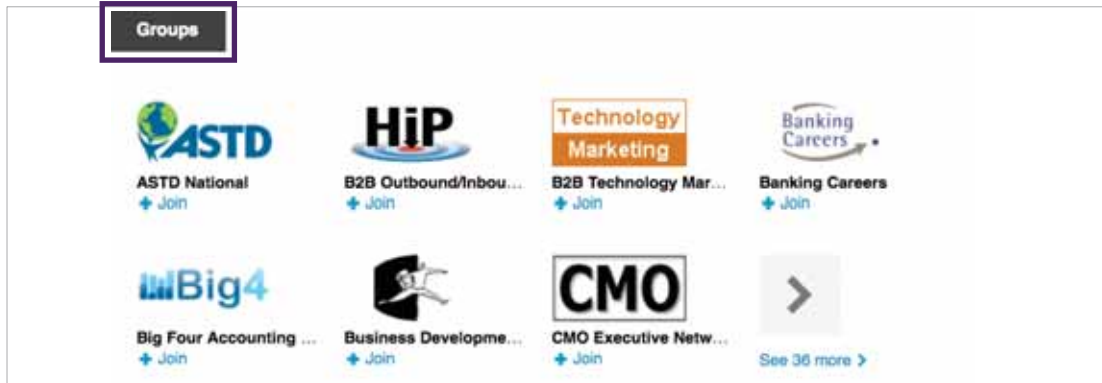 Groups
ASTD
HiP
Technology
Marketing
Banking
Careers
ASTD National
B2B Outbound/Inbou...
B2B Technology Mar...
Banking Careers
+ Join
+ Join
+ Join
+ Join
Big4
CMO
Big Four Accounting ...
Business Developme...
CMO Executive Netw...
+ Join
+ Join
+ Join
See 36 more >